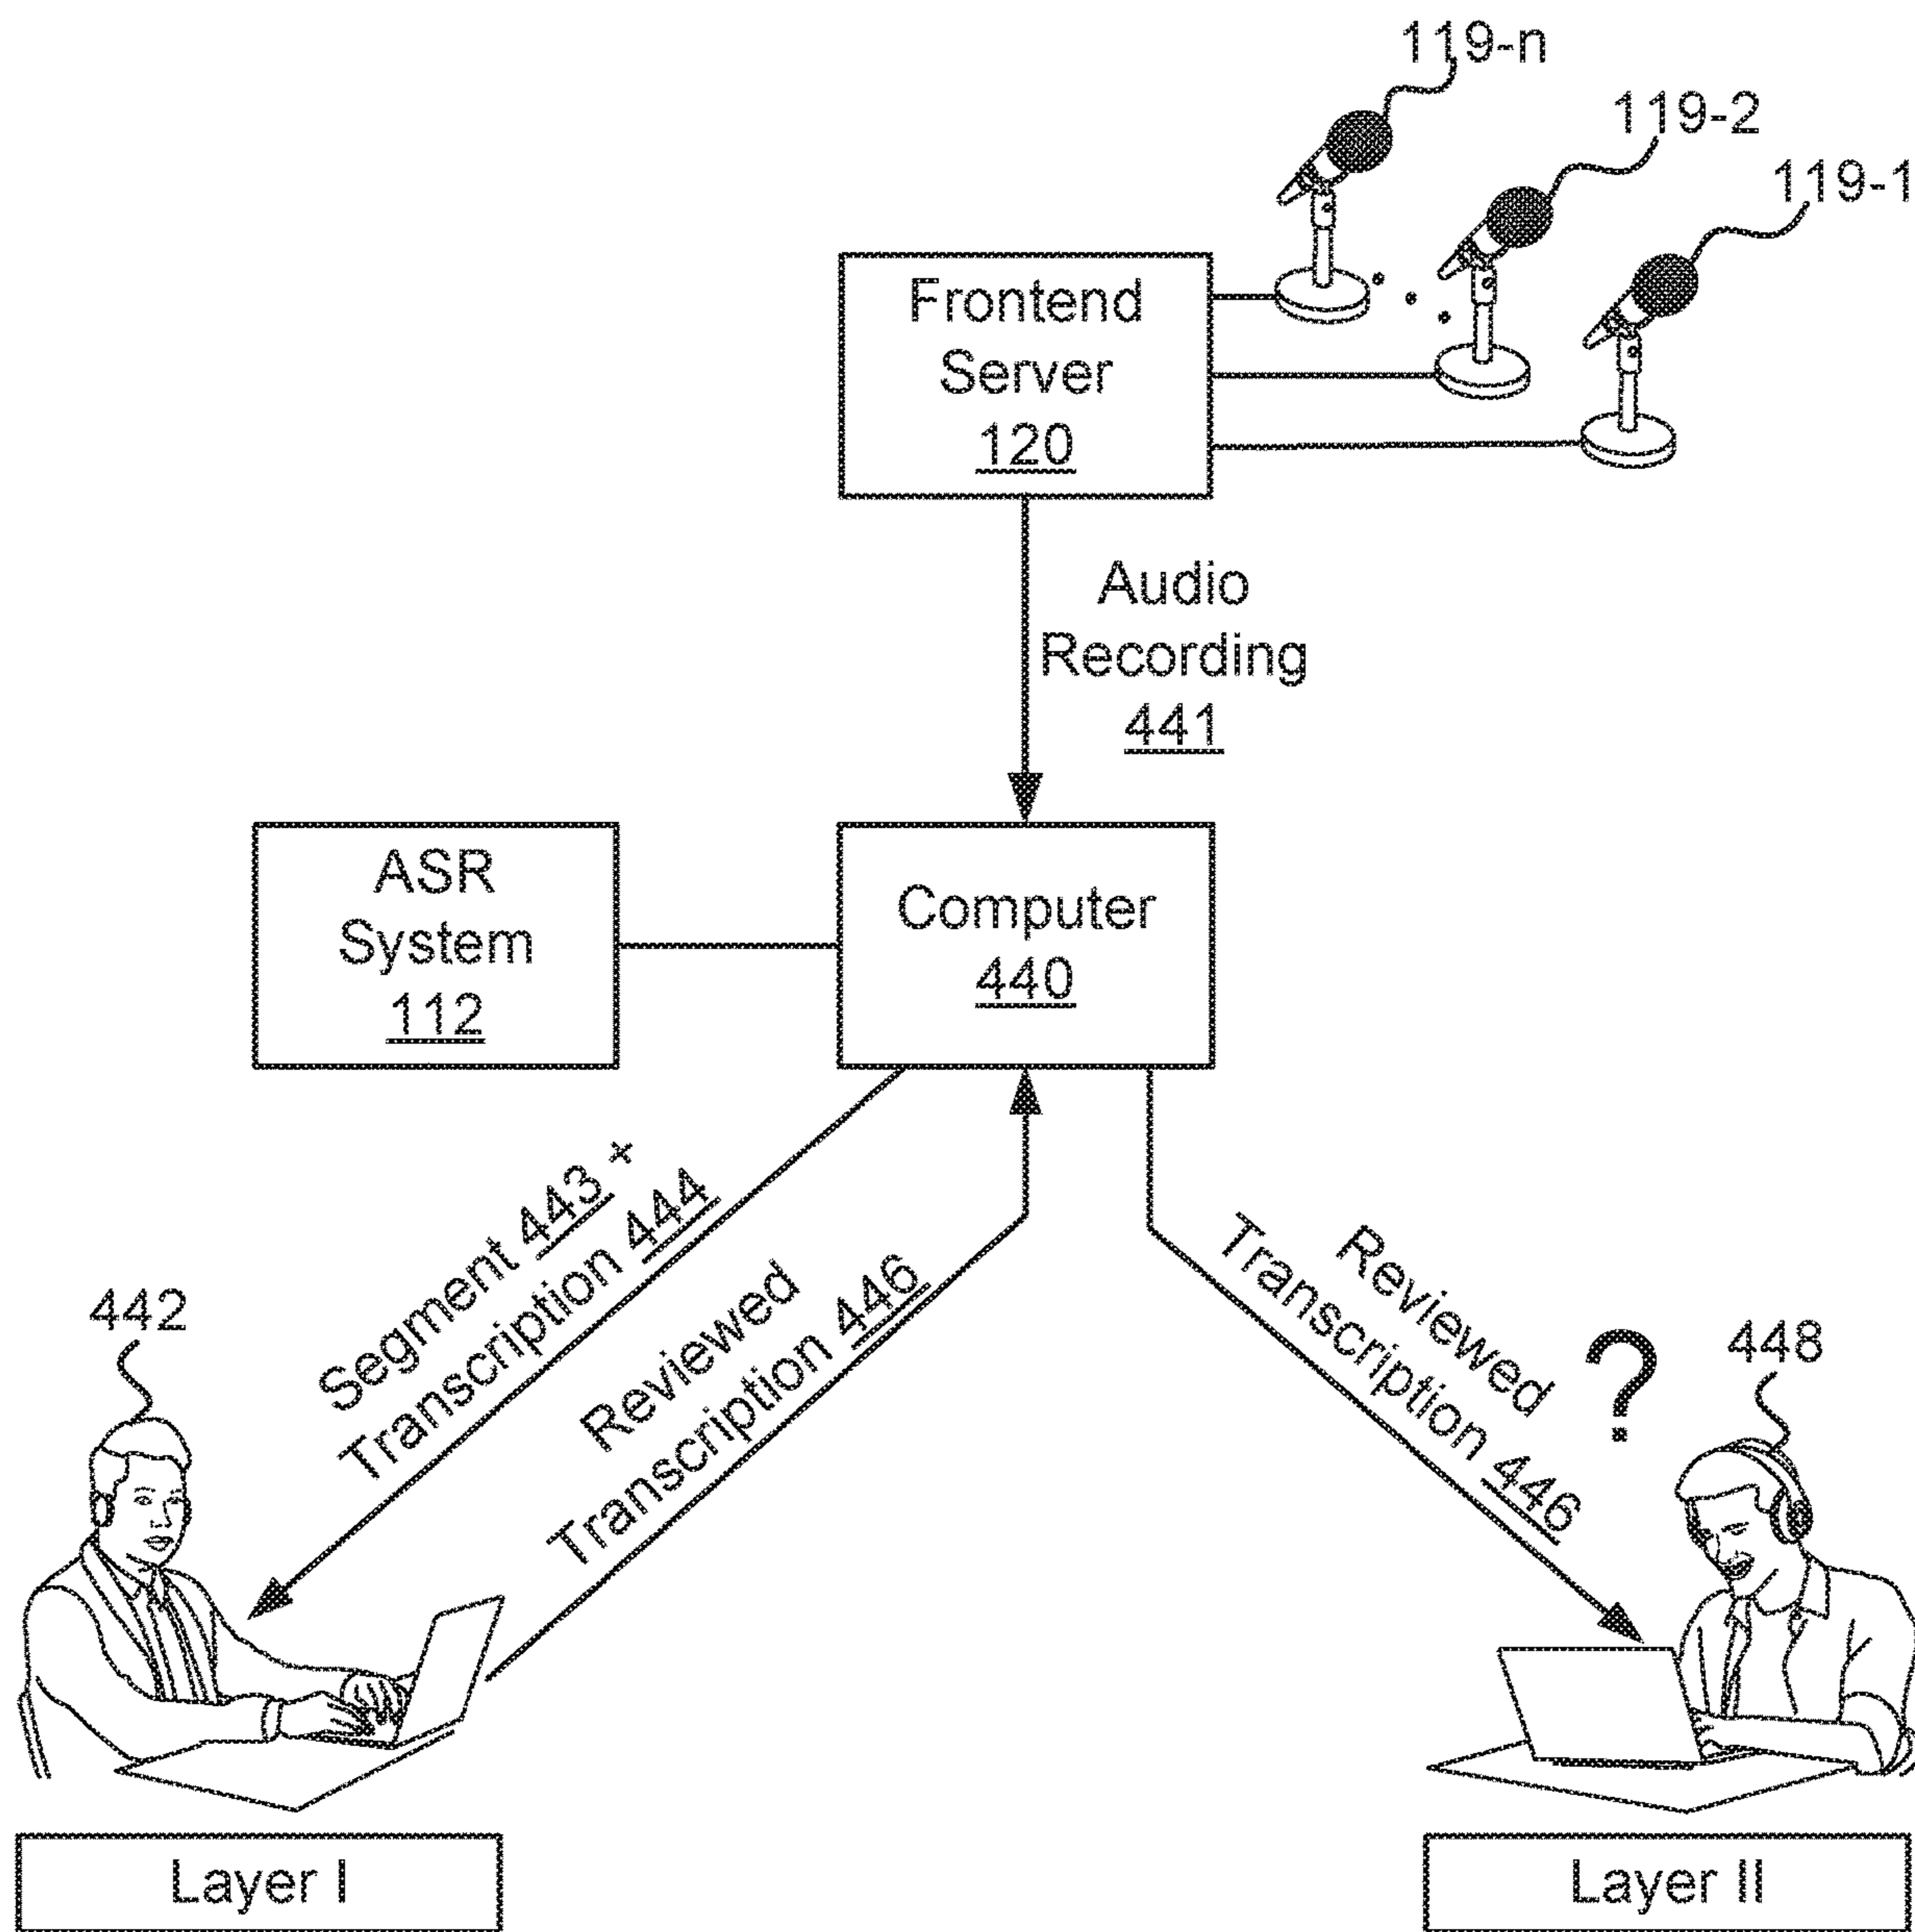 119-n
119-2
119-1
Frontend
Server
120
Audio
Recording
441
ASR
System
112
Computer
440
Segment 443 +
Transcription 444
Reviewed
Transcription 446
Reviewed
Transcription 446
?
442
448
Layer I
Layer II